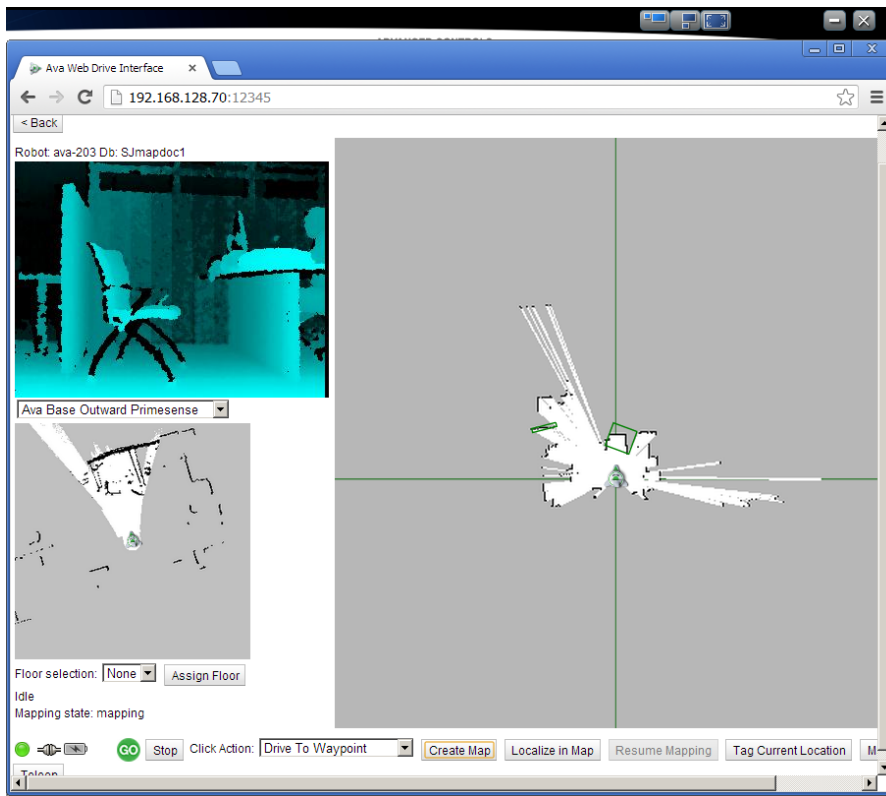 Ava Web Drive Interface
192.168.128.70:12345
< Back
Robot: ava-203 Db: SJmapdoc1
Ava Base Outward Primesense
Floor selection: None Assign Floor
Idle
Mapping state: mapping
GO Stop Click Action: Drive To Waypoint Create Map Localize in Map Resume Mapping Tag Current Location M
Teleop